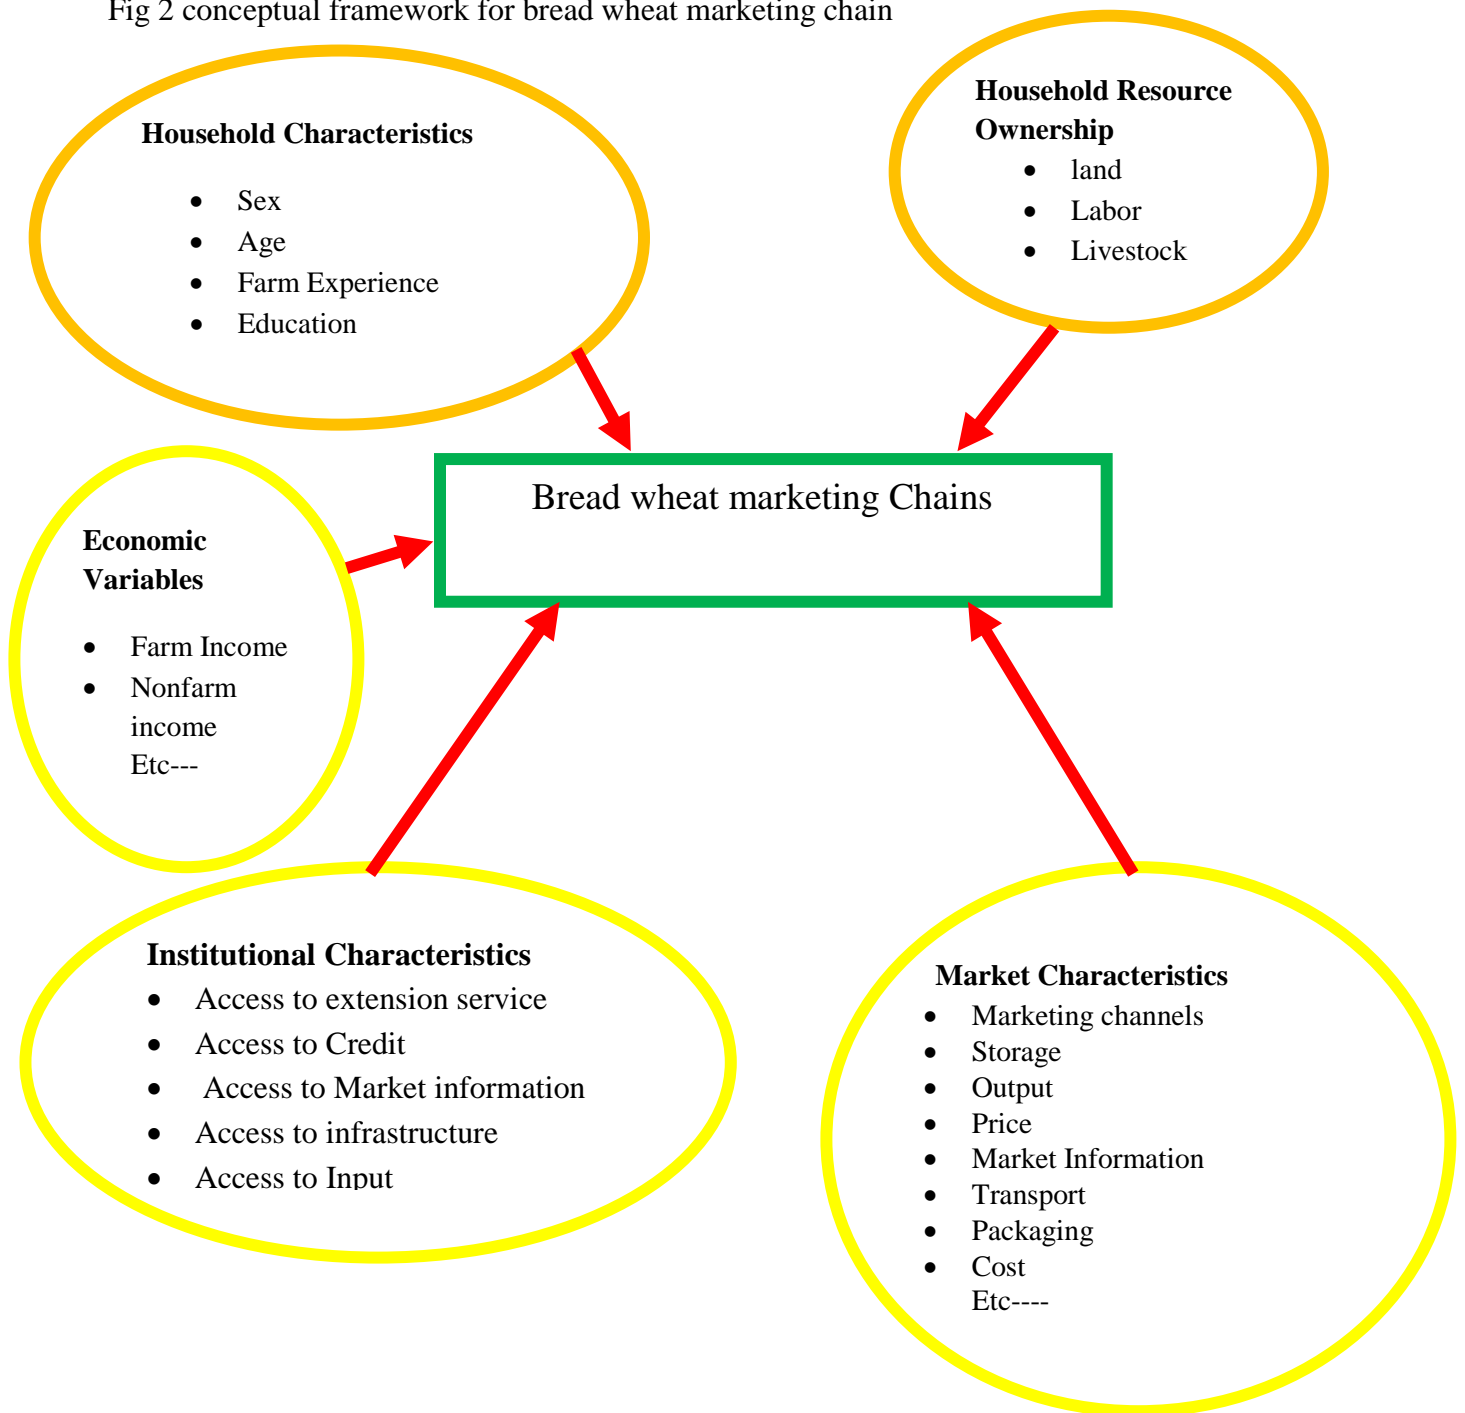 Fig 2 conceptual framework for bread wheat marketing chain
Household Characteristics
• Sex
• Age
• Farm Experience
• Education
Household Resource
Ownership
• land
• Labor
• Livestock
Bread wheat marketing Chains
Economic
Variables
• Farm Income
• Nonfarm
income
Etc---
Institutional Characteristics
• Access to extension service
• Access to Credit
• Access to Market information
• Access to infrastructure
• Access to Input
Market Characteristics
• Marketing channels
• Storage
• Output
• Price
• Market Information
• Transport
• Packaging
• Cost
Etc----